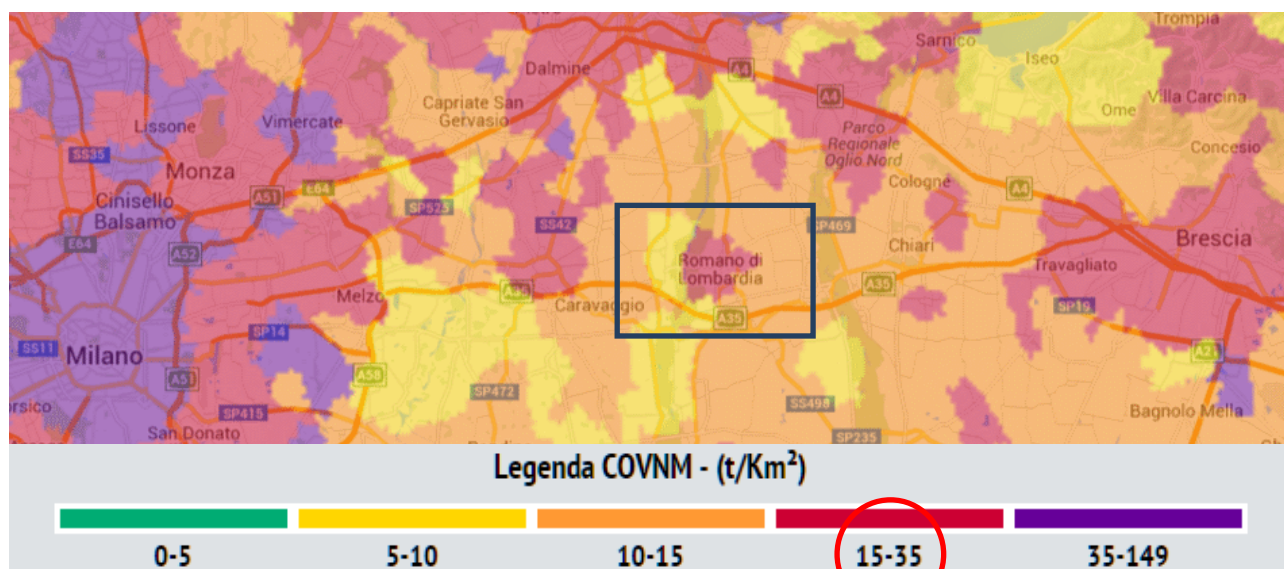 Trompia
Sarnico
Iseo
Dalmine
A4
Villa Carcina
Capriate San
Gervasio
A4
Ome
Lissone
Vimercate
Parco
Regionale
Oglio Nord
Concesio
SS35
Monza
Cologne
A4
A51
E64
Cinisello
Balsamo
SP525
SS42
SP469
Chiari
Brescia
E64
A52
Romano di
Lombardia
Travagliato
A35
Melzo
Caravaggio
A35
SP19
SP14
SS11
Milano
A58
SP472
A21
SS498
SP415
Bagnolo Mella
San Donato
SP235
Legenda COVNM - (t/Km²)
0-5 5-10 10-15 15-35 35-149